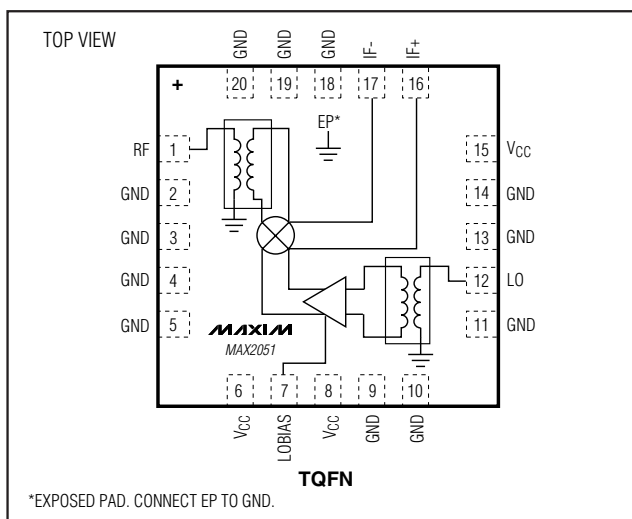 TOP VIEW
GND
GND
GND
IF-
IF+
+
20
19
18
17
16
EP*
RF
1
15
VCC
GND
2
14
GND
GND
3
13
GND
GND
4
12
LO
GND
5
11
GND
MAXIM
MAX2051
6
7
8
9
10
VCC
LOBIAS
VCC
GND
GND
TQFN
*EXPOSED PAD. CONNECT EP TO GND.